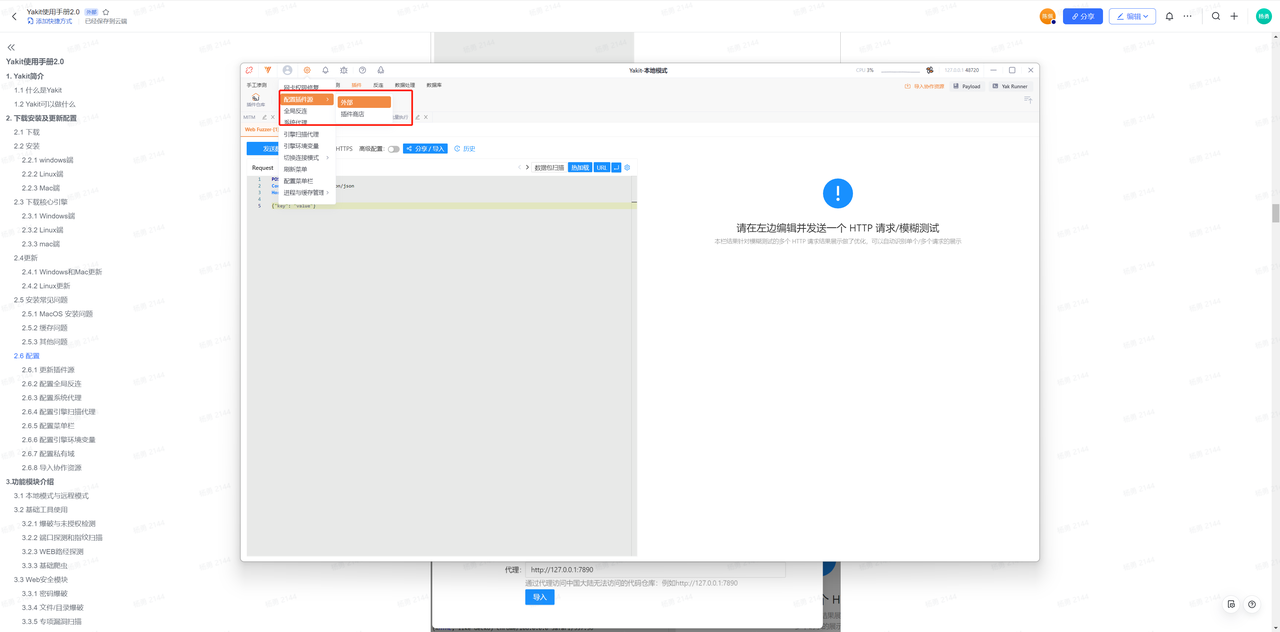 Yakit使用手册2.0 外部
添加快捷方式 已经保存到云端
分享
编辑
杨勇
Yakit使用手册2.0
1. Yakit简介
1.1 什么是Yakit
1.2 Yakit可以做什么
2. 下载安装及更新配置
2.1 下载
2.2 安装
2.2.1 windows端
2.2.2 Linux端
2.2.3 Mac端
2.3 下载核心引擎
2.3.1 Windows端
2.3.2 Linux端
2.3.3 mac端
2.4更新
2.4.1 Windows和Mac更新
2.4.2 Linux更新
2.5 安装常见问题
2.5.1 MacOS 安装问题
2.5.2 缓存问题
2.5.3 其他问题
2.6 配置
2.6.1 更新插件源
2.6.2 配置全局反连
2.6.3 配置系统代理
2.6.4 配置引擎扫描代理
2.6.5 配置菜单栏
2.6.6 配置引擎环境变量
2.6.7 配置私有域
2.6.8 导入协作资源
3.功能模块介绍
3.1 本地模式与远程模式
3.2 基础工具使用
3.2.1 爆破与未授权检测
3.2.2 端口探测和指纹扫描
3.2.3 WEB路径探测
3.3.3 基础爬虫
3.3 Web安全模块
3.3.1 密码爆破
3.3.4 文件/目录爆破
3.3.5 专项漏洞扫描
Yakit-本地模式
CPU 3%
127.0.0.1:48720
手工渗透
插件
反连
数据处理
数据库
导入协作资源
Payload
Yak Runner
插件仓库
MITM
Web Fuzzer
配置插件源
全局反连
系统代理
引擎扫描代理
引擎环境变量
切换连接模式
刷新菜单
配置菜单栏
进程与缓存管理
外部
插件商店
HTTPS 高级配置: 分享 / 导入 历史
Request
数据包扫描 热加载 URL
1
2
3
4
5 {"key": "value"}
请在左边编辑并发送一个 HTTP 请求/模糊测试
本栏结果针对模糊测试的多个 HTTP 请求结果展示做了优化，可以自动识别单个/多个请求的展示
代理: http://127.0.0.1:7890
通过代理访问中国大陆无法访问的代码仓库：例如http://127.0.0.1:7890
导入